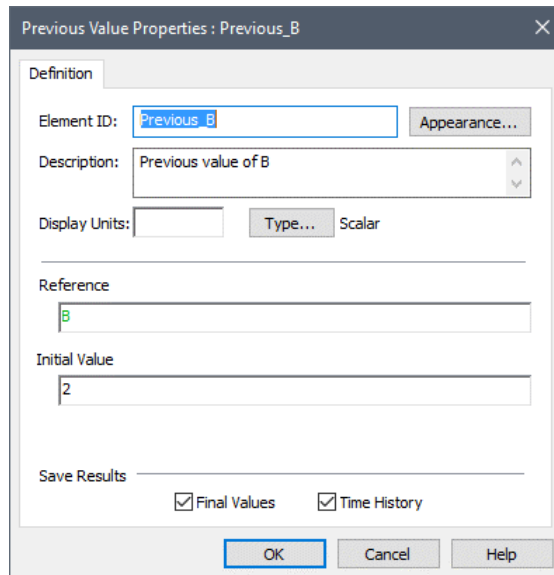 Previous Value Properties : Previous_B
Definition
Element ID: Previous_B Appearance...
Description: Previous value of B
Display Units: Type... Scalar
Reference
B
Initial Value
2
Save Results
Final Values Time History
OK Cancel Help